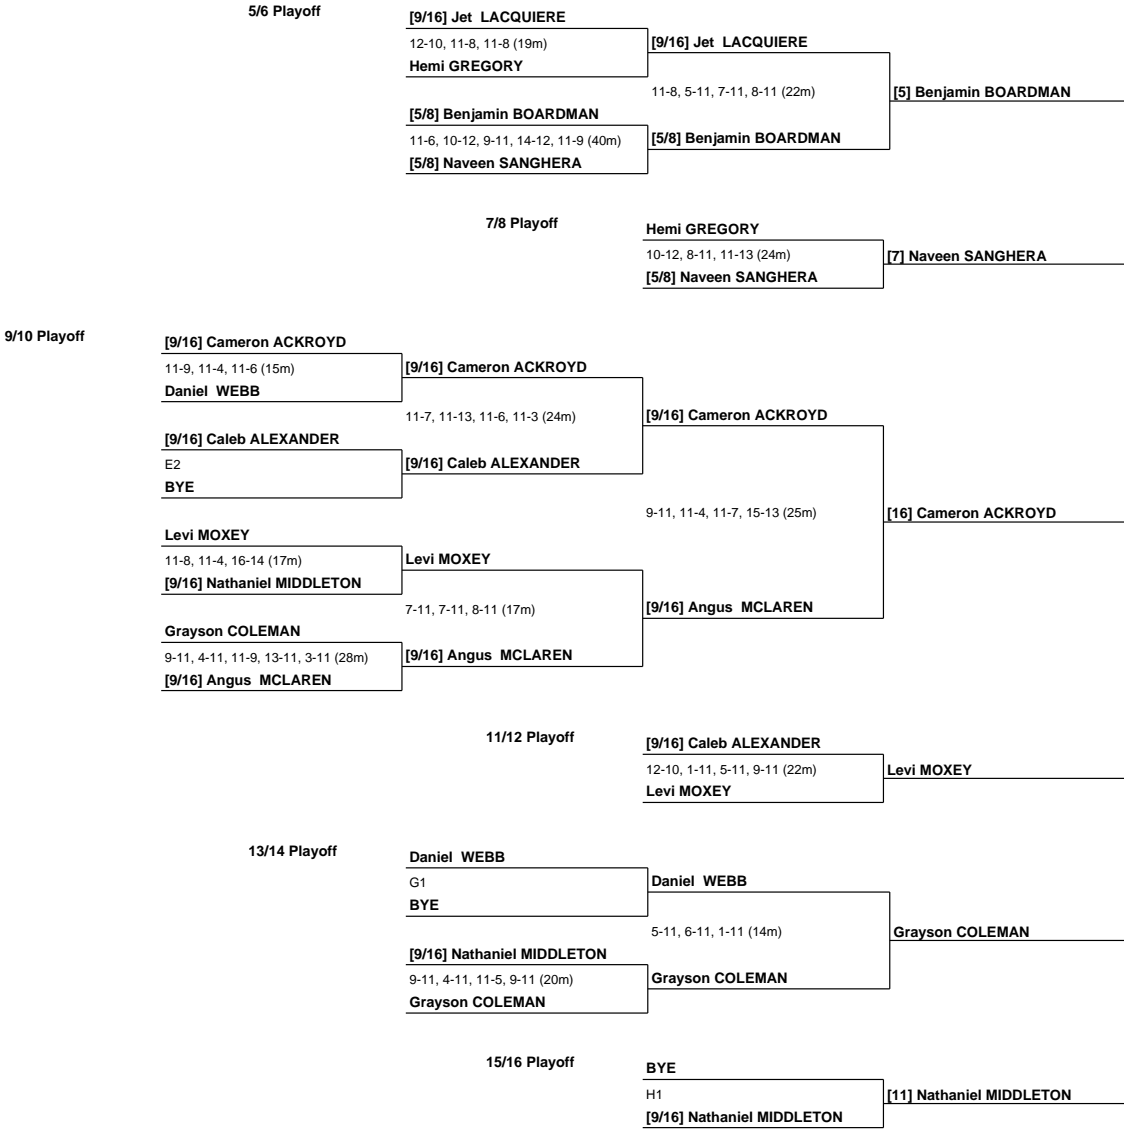 5/6 Playoff
[9/16] Jet  LACQUIERE
12-10, 11-8, 11-8 (19m)
Hemi GREGORY
[9/16] Jet  LACQUIERE
11-8, 5-11, 7-11, 8-11 (22m)
[5] Benjamin BOARDMAN
[5/8] Benjamin BOARDMAN
11-6, 10-12, 9-11, 14-12, 11-9 (40m)
[5/8] Naveen SANGHERA
[5/8] Benjamin BOARDMAN
7/8 Playoff
Hemi GREGORY
10-12, 8-11, 11-13 (24m)
[5/8] Naveen SANGHERA
[7] Naveen SANGHERA
9/10 Playoff
[9/16] Cameron ACKROYD
11-9, 11-4, 11-6 (15m)
Daniel  WEBB
[9/16] Cameron ACKROYD
11-7, 11-13, 11-6, 11-3 (24m)
[9/16] Cameron ACKROYD
[9/16] Caleb ALEXANDER
E2
BYE
[9/16] Caleb ALEXANDER
9-11, 11-4, 11-7, 15-13 (25m)
[16] Cameron ACKROYD
Levi MOXEY
11-8, 11-4, 16-14 (17m)
[9/16] Nathaniel MIDDLETON
Levi MOXEY
7-11, 7-11, 8-11 (17m)
[9/16] Angus  MCLAREN
Grayson COLEMAN
9-11, 4-11, 11-9, 13-11, 3-11 (28m)
[9/16] Angus  MCLAREN
[9/16] Angus  MCLAREN
11/12 Playoff
[9/16] Caleb ALEXANDER
12-10, 1-11, 5-11, 9-11 (22m)
Levi MOXEY
Levi MOXEY
13/14 Playoff
Daniel  WEBB
G1
BYE
Daniel  WEBB
5-11, 6-11, 1-11 (14m)
Grayson COLEMAN
[9/16] Nathaniel MIDDLETON
9-11, 4-11, 11-5, 9-11 (20m)
Grayson COLEMAN
Grayson COLEMAN
15/16 Playoff
BYE
H1
[9/16] Nathaniel MIDDLETON
[11] Nathaniel MIDDLETON